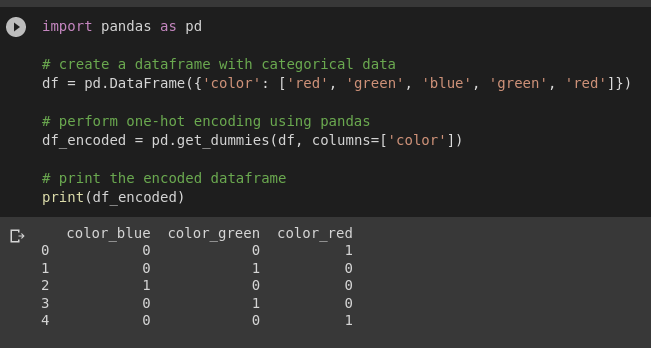 import pandas as pd
# create a dataframe with categorical data
df = pd.DataFrame({'color': ['red', 'green', 'blue', 'green', 'red']})
# perform one-hot encoding using pandas
df_encoded = pd.get_dummies(df, columns=['color'])
# print the encoded dataframe
print(df_encoded)
color_blue color_green color_red
0 0 0 1
1 0 1 0
2 1 0 0
3 0 1 0
4 0 0 1